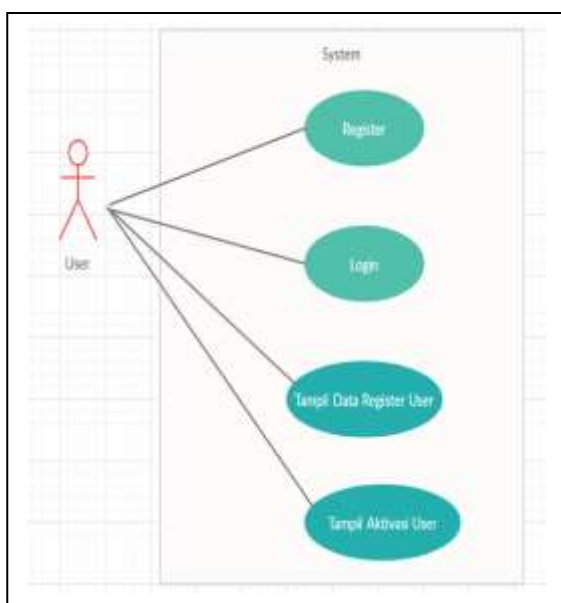 System
Register
User
Login
Tampil Data Register User
Tampil Aktivasi User